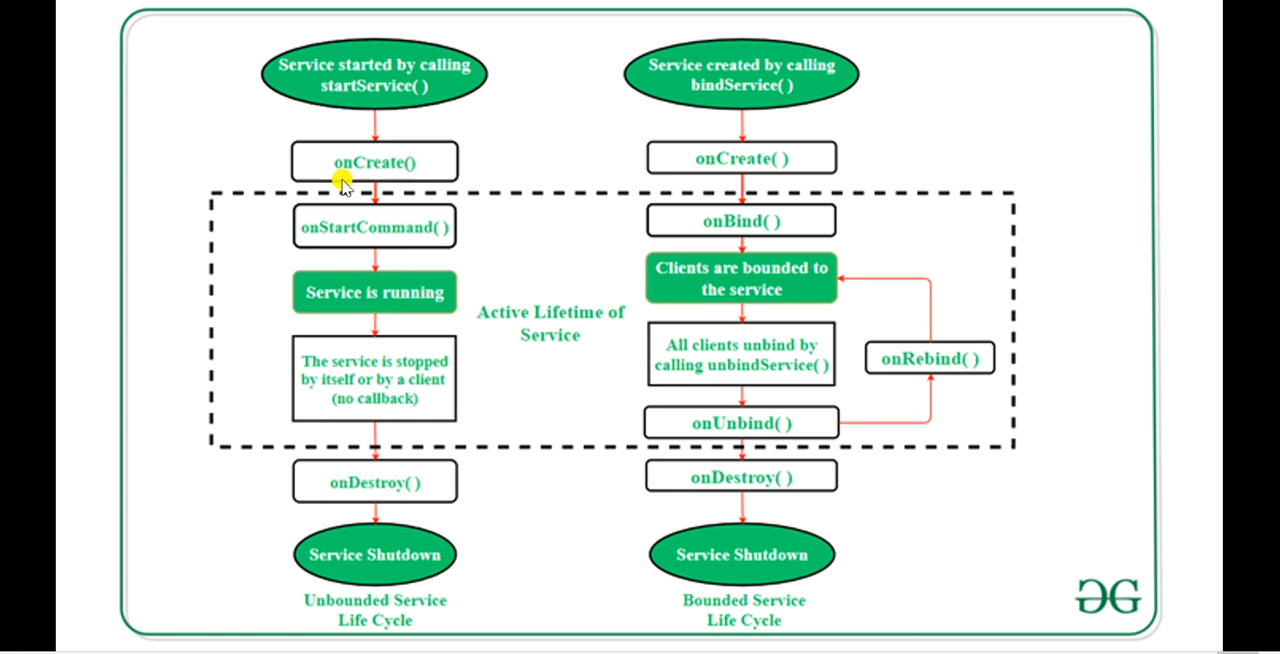 Service started by calling
startService( )
onCreate()
onStartCommand( )
Service is running
The service is stopped
by itself or by a client
(no callback)
onDestroy( )
Service Shutdown
Unbounded Service
Life Cycle
Active Lifetime of
Service
Service created by calling
bindService( )
onCreate( )
onBind( )
Clients are bounded to
the service
All clients unbind by
calling unbindService( )
onRebind( )
onUnbind( )
onDestroy( )
Service Shutdown
Bounded Service
Life Cycle